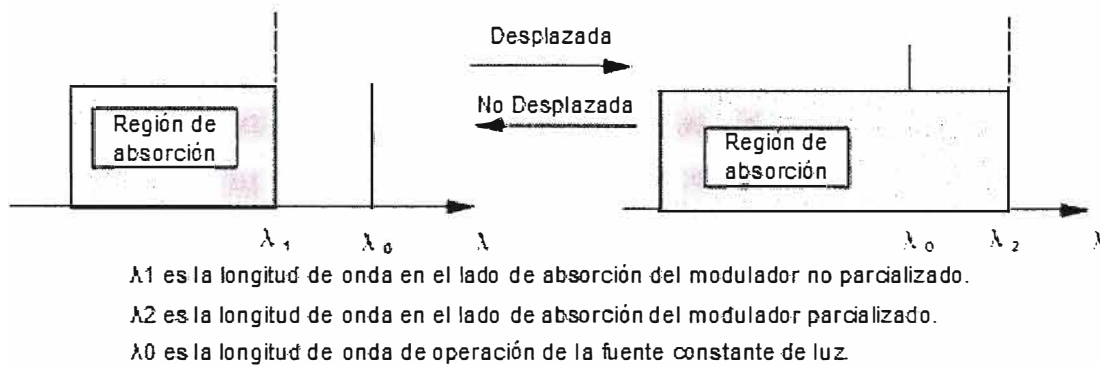 Desplazada
No Desplazada
Región de
absorción
Región de
absorción
λ₁ λ₀ λ
λ₀ λ₂ λ
λ1 es la longitud de onda en el lado de absorción del modulador no parcializado.
λ2 es la longitud de onda en el lado de absorción del modulador parcializado.
λ0 es la longitud de onda de operación de la fuente constante de luz.